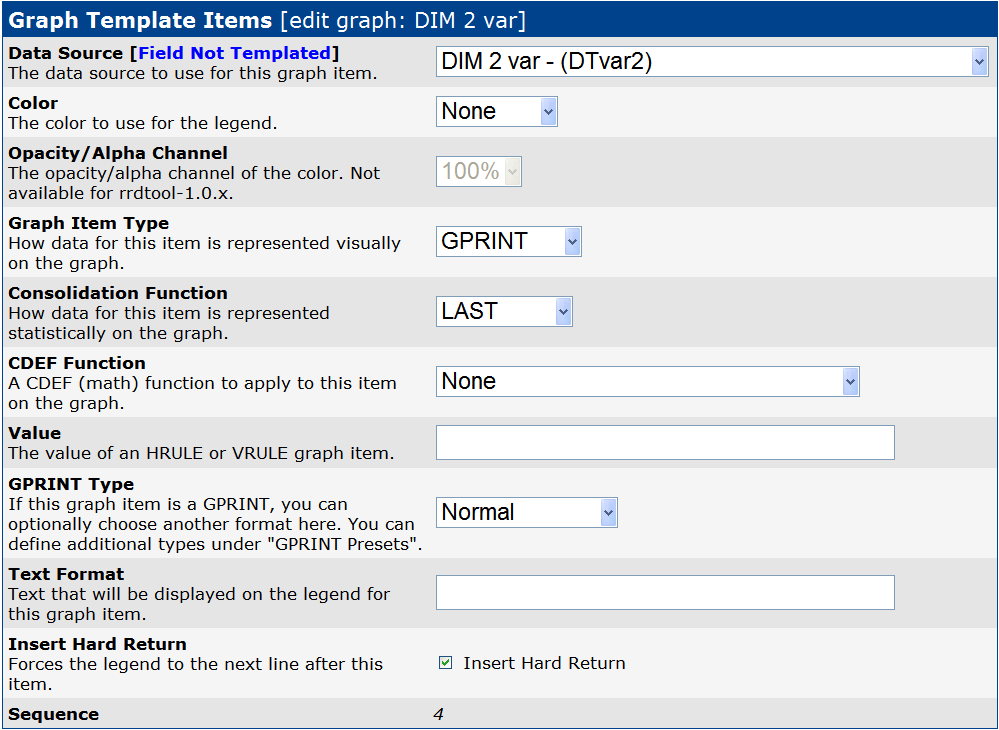 Graph Template Items [edit graph: DIM 2 var]
Data Source [Field Not Templated]
The data source to use for this graph item.
DIM 2 var - (DTvar2)
Color
The color to use for the legend.
None
Opacity/Alpha Channel
The opacity/alpha channel of the color. Not
available for rrdtool-1.0.x.
100%
Graph Item Type
How data for this item is represented visually
on the graph.
GPRINT
Consolidation Function
How data for this item is represented
statistically on the graph.
LAST
CDEF Function
A CDEF (math) function to apply to this item
on the graph.
None
Value
The value of an HRULE or VRULE graph item.
GPRINT Type
If this graph item is a GPRINT, you can
optionally choose another format here. You can
define additional types under "GPRINT Presets".
Normal
Text Format
Text that will be displayed on the legend for
this graph item.
Insert Hard Return
Forces the legend to the next line after this
item.
Insert Hard Return
Sequence
4